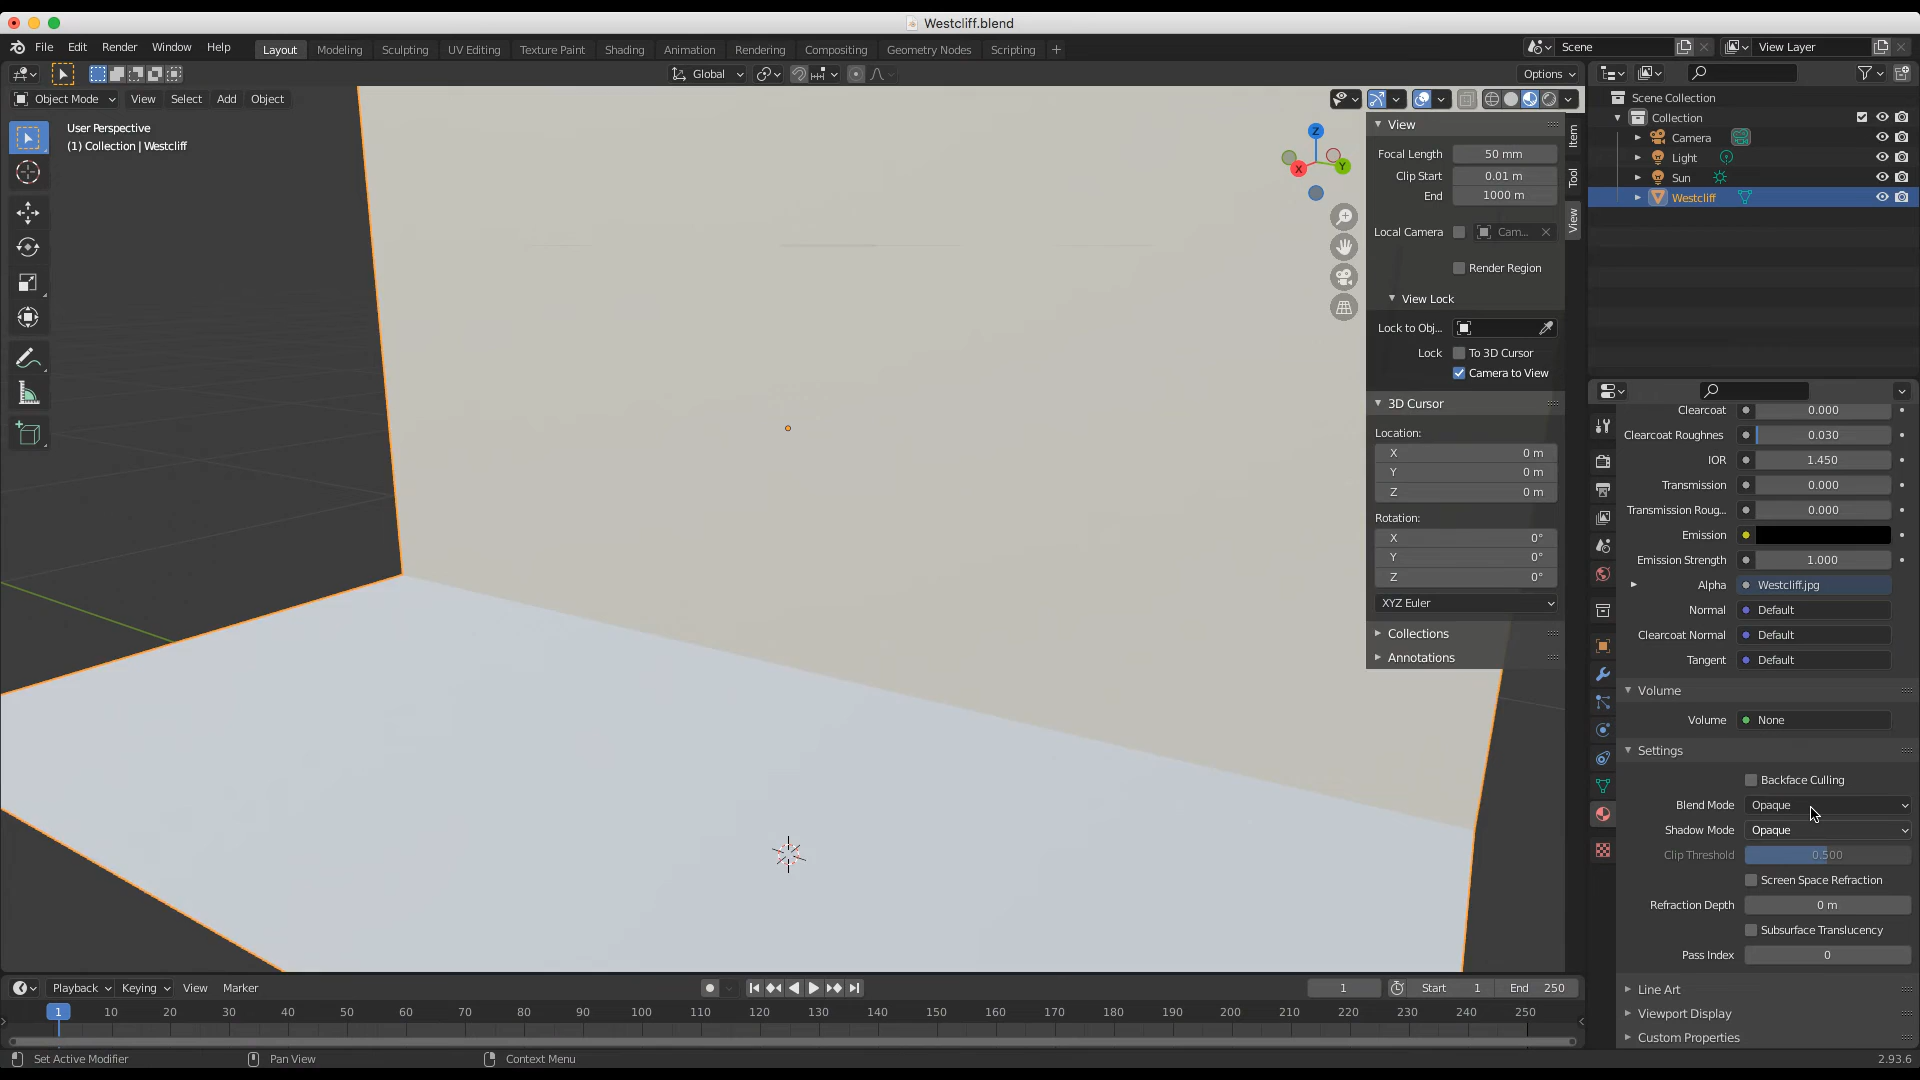 Westcliff.blend
File Edit Render Window Help Layout Modeling Sculpting UV Editing Texture Paint Shading Animation Rendering Compositing Geometry Nodes Scripting + Scene View Layer
Global Options
Object Mode View Select Add Object
User Perspective
(1) Collection | Westcliff
Z
X
Y
View
Focal Length 50 mm
Clip Start 0.01 m
End 1000 m
Local Camera Cam...
Render Region
View Lock
Lock to Obj...
Lock To 3D Cursor
Camera to View
3D Cursor
Location:
X 0 m
Y 0 m
Z 0 m
Rotation:
X 0°
Y 0°
Z 0°
XYZ Euler
Collections
Annotations
Item
Tool
View
Scene Collection
Collection
Camera
Light
Sun
Westcliff
Clearcoat 0.000
Clearcoat Roughnes 0.030
IOR 1.450
Transmission 0.000
Transmission Roug... 0.000
Emission
Emission Strength 1.000
Alpha Westcliff.jpg
Normal Default
Clearcoat Normal Default
Tangent Default
Volume
Volume None
Settings
Backface Culling
Blend Mode Opaque
Shadow Mode Opaque
Clip Threshold 0.500
Screen Space Refraction
Refraction Depth 0 m
Subsurface Translucency
Pass Index 0
Line Art
Viewport Display
Custom Properties
Playback Keying View Marker 1 Start 1 End 250
1 10 20 30 40 50 60 70 80 90 100 110 120 130 140 150 160 170 180 190 200 210 220 230 240 250
Set Active Modifier Pan View Context Menu 2.93.6